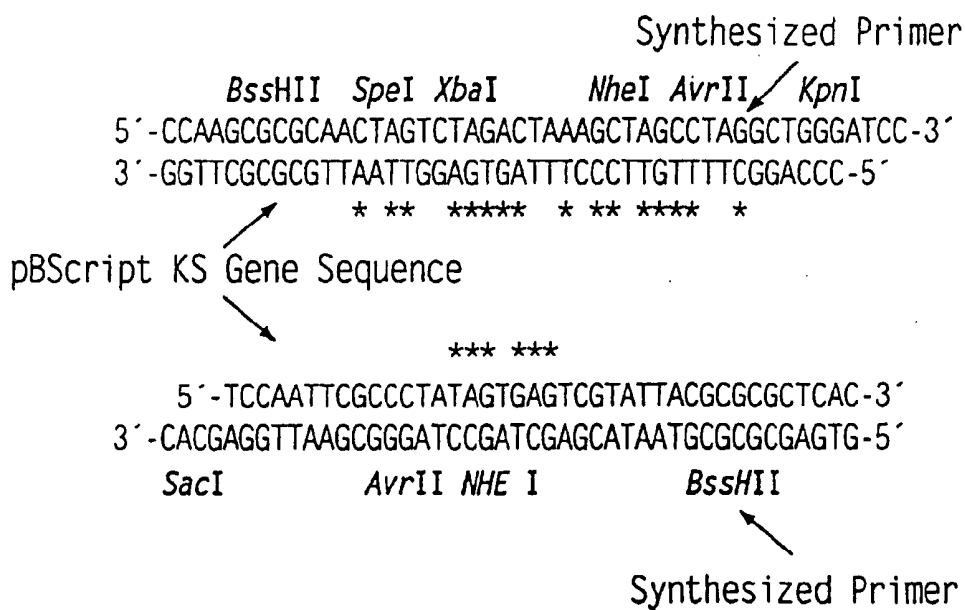 Synthesized Primer
BssHII SpeI XbaI NheI AvrII KpnI
5´-CCAAGCGCGCAACTAGTCTAGACTAAAGCTAGCCTAGGCTGGGATCC-3´
3´-GGTTCGCGCGTTAATTGGAGTGATTTCCCTTGTTTTCGGACCC-5´
* ** ***** * ** **** *
pBScript KS Gene Sequence
*** ***
5´-TCCAATTCGCCCTATAGTGAGTCGTATTACGCGCGCTCAC-3´
3´-CACGAGGTTAAGCGGGATCCGATCGAGCATAATGCGCGCGAGTG-5´
SacI AvrII NHE I BssHII
Synthesized Primer